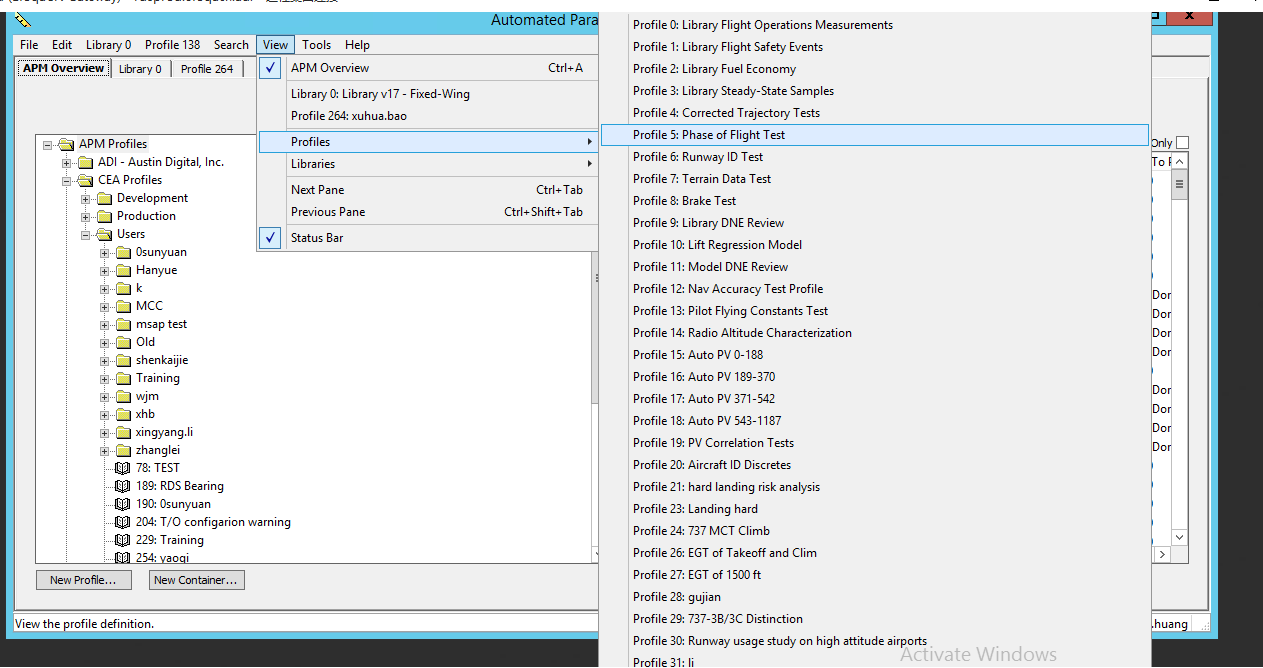 Automated Para
File Edit Library 0 Profile 138 Search View Tools Help
APM Overview Library 0 Profile 264
APM Overview Ctrl+A
Library 0: Library v17 - Fixed-Wing
Profile 264: xuhua.bao
Profiles
Libraries
Next Pane Ctrl+Tab
Previous Pane Ctrl+Shift+Tab
Status Bar
APM Profiles
ADI - Austin Digital, Inc.
CEA Profiles
Development
Production
Users
0sunyuan
Hanyue
k
MCC
msap test
Old
shenkaijie
Training
wjm
xhb
xingyang.li
zhanglei
78: TEST
189: RDS Bearing
190: 0sunyuan
204: T/O configarion warning
229: Training
254: yaoqi
New Profile... New Container...
View the profile definition.
Profile 0: Library Flight Operations Measurements
Profile 1: Library Flight Safety Events
Profile 2: Library Fuel Economy
Profile 3: Library Steady-State Samples
Profile 4: Corrected Trajectory Tests
Profile 5: Phase of Flight Test
Profile 6: Runway ID Test
Profile 7: Terrain Data Test
Profile 8: Brake Test
Profile 9: Library DNE Review
Profile 10: Lift Regression Model
Profile 11: Model DNE Review
Profile 12: Nav Accuracy Test Profile
Profile 13: Pilot Flying Constants Test
Profile 14: Radio Altitude Characterization
Profile 15: Auto PV 0-188
Profile 16: Auto PV 189-370
Profile 17: Auto PV 371-542
Profile 18: Auto PV 543-1187
Profile 19: PV Correlation Tests
Profile 20: Aircraft ID Discretes
Profile 21: hard landing risk analysis
Profile 23: Landing hard
Profile 24: 737 MCT Climb
Profile 26: EGT of Takeoff and Clim
Profile 27: EGT of 1500 ft
Profile 28: gujian
Profile 29: 737-3B/3C Distinction
Profile 30: Runway usage study on high attitude airports
Profile 31: li
Only
To
Dor
Dor
Dor
Dor
Dor
Dor
Dor
Dor
.huang
Activate Windows